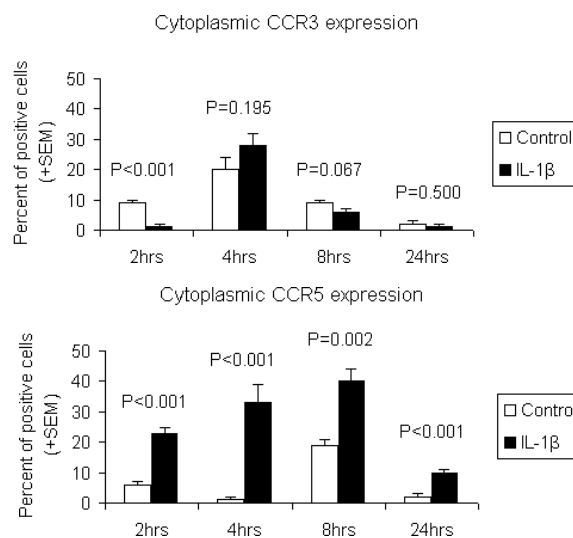 Cytoplasmic CCR3 expression
Percent of positive cells
(+SEM)
50
40
30
20
10
0
P<0.001
P=0.195
P=0.067
P=0.500
2hrs
4hrs
8hrs
24hrs
Control
IL-1β
Cytoplasmic CCR5 expression
Percent of positive cells
(+SEM)
50
40
30
20
10
0
P<0.001
P<0.001
P=0.002
P<0.001
2hrs
4hrs
8hrs
24hrs
Control
IL-1β